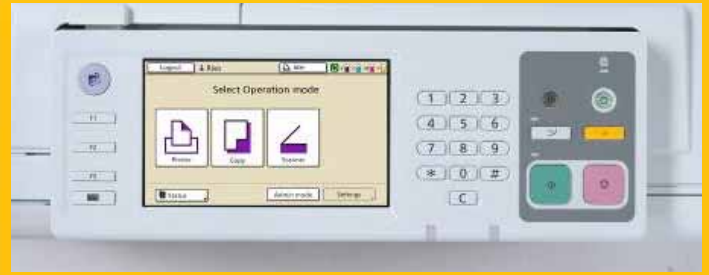 Logout
Select Operation mode
Copy
Scanner
Status
Admin mode
Settings
F1
F2
F3
1 2 3
4 5 6
7 8 9
* 0 #
C